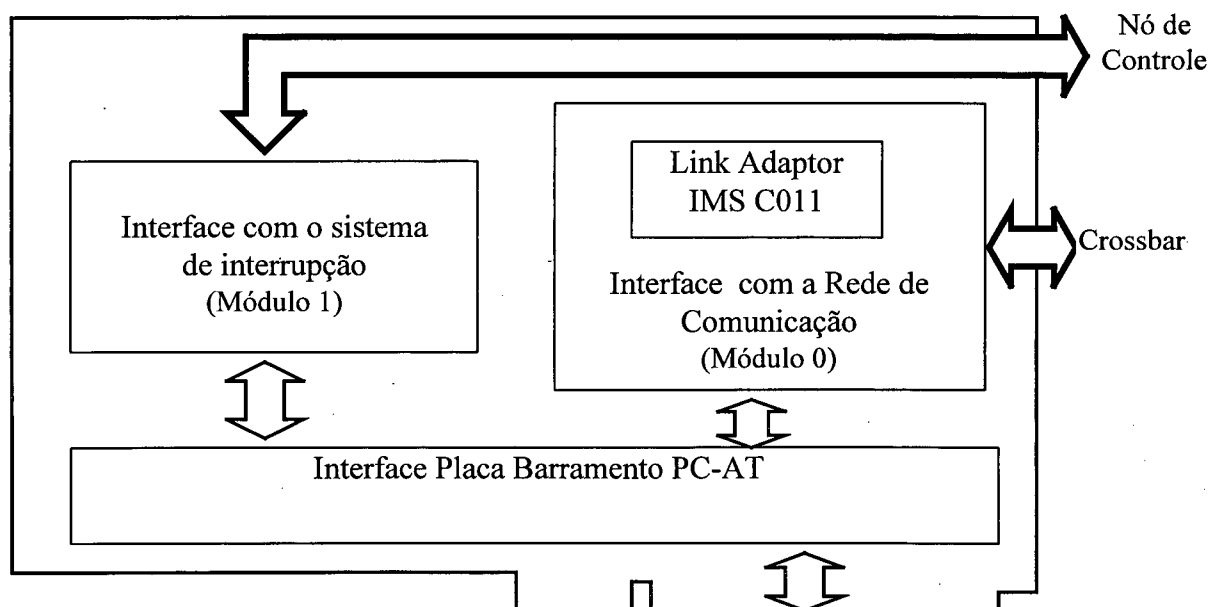 Nó de
Controle
Link Adaptor
IMS C011
Interface com o sistema
de interrupção
(Módulo 1)
Crossbar
Interface com a Rede de
Comunicação
(Módulo 0)
Interface Placa Barramento PC-AT